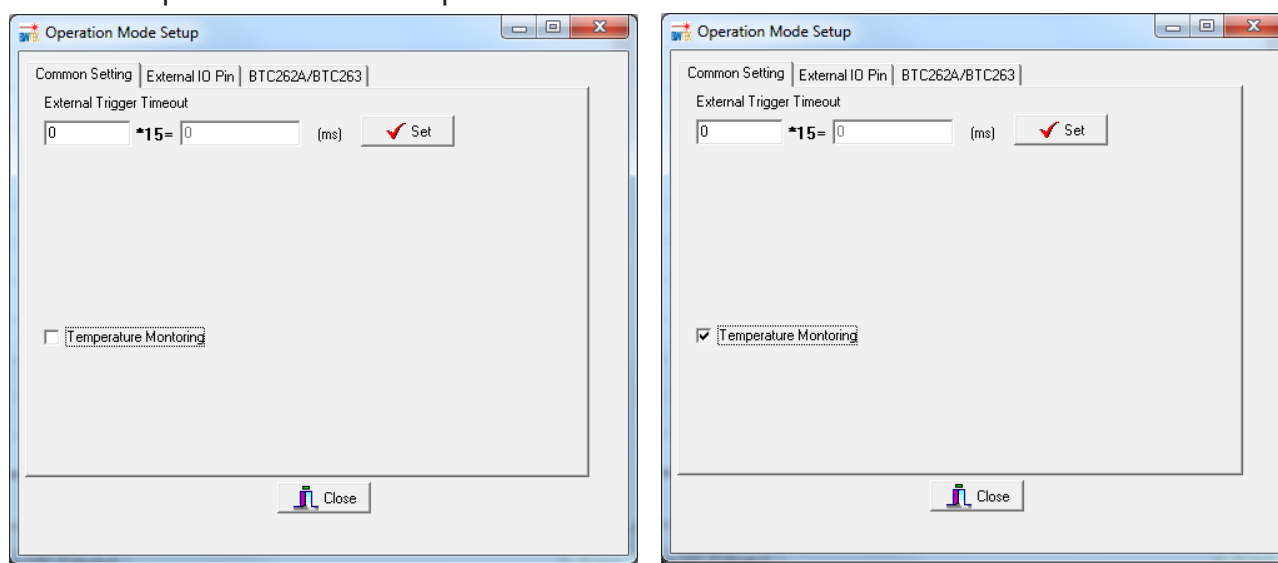 Operation Mode Setup
Common Setting External IO Pin BTC262A/BTC263
External Trigger Timeout
0 *15= 0 (ms) Set
Temperature Montoring
Close
Operation Mode Setup
Common Setting External IO Pin BTC262A/BTC263
External Trigger Timeout
0 *15= 0 (ms) Set
Temperature Montoring
Close